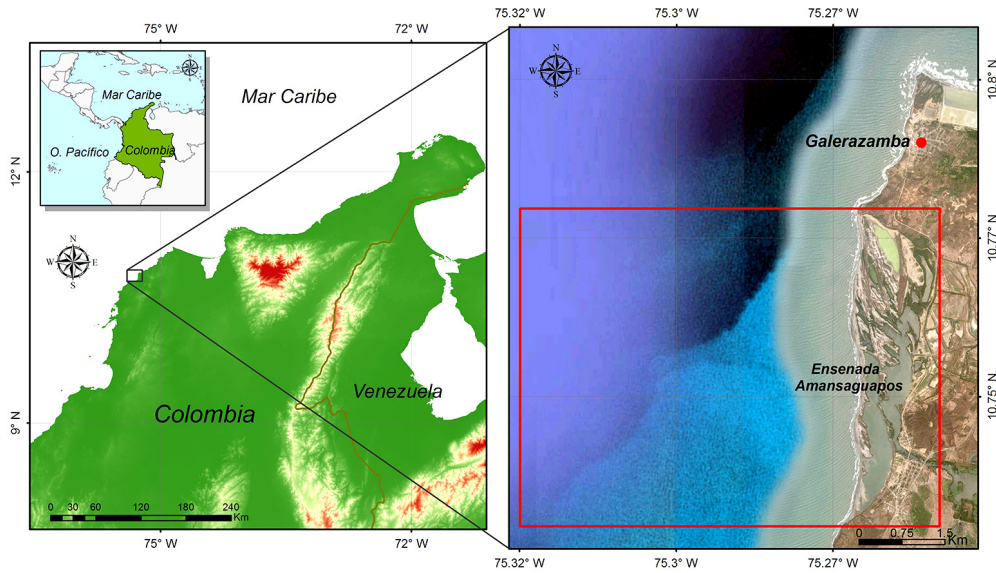 75° W
72° W
75.32° W
75.3° W
75.27° W
Mar Caribe
O. Pacífico
Colombia
Mar Caribe
N
W E
S
12° N
9° N
N
W E
S
Colombia
Venezuela
0 30 60 120 180 240
Km
75° W
72° W
N
W E
S
Galerazamba
Ensenada
Amansaguapos
10.8° N
10.77° N
10.75° N
0 0.75 1.5
Km
75.32° W
75.3° W
75.27° W